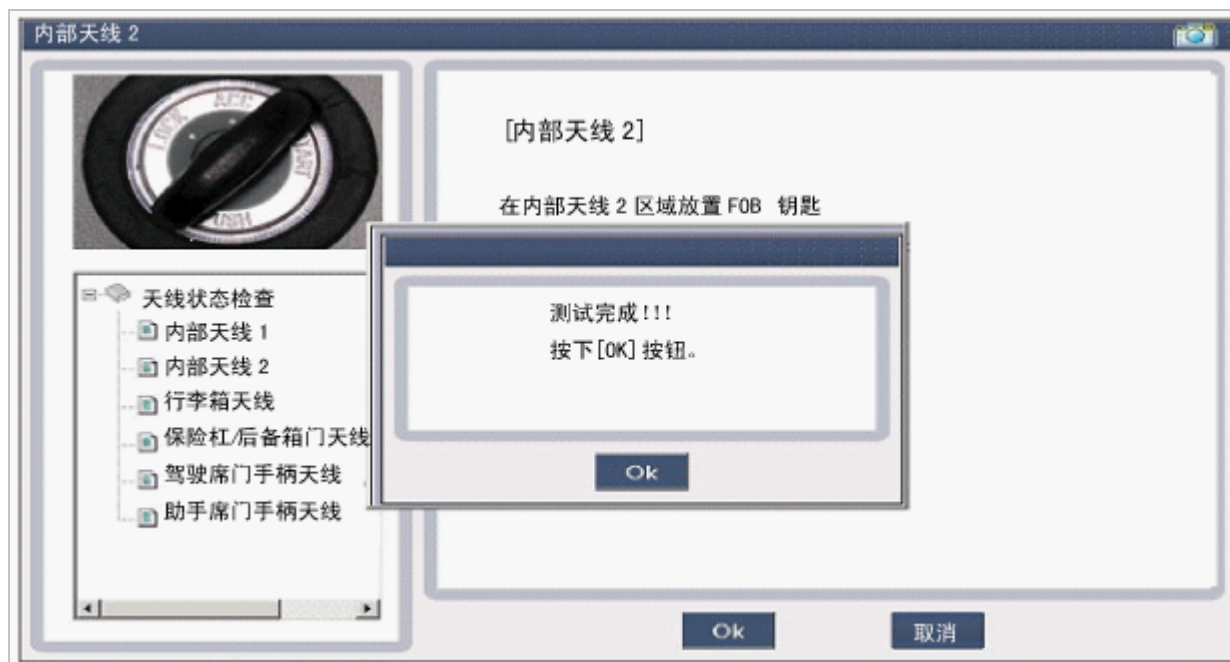 内部天线 2
ACC
LOCK
START
PUSH
[内部天线 2]
在内部天线 2 区域放置 FOB 钥匙
天线状态检查
内部天线 1
内部天线 2
行李箱天线
保险杠/后备箱门天线
驾驶席门手柄天线
助手席门手柄天线
测试完成!!!
按下[OK]按钮。
Ok
Ok
取消